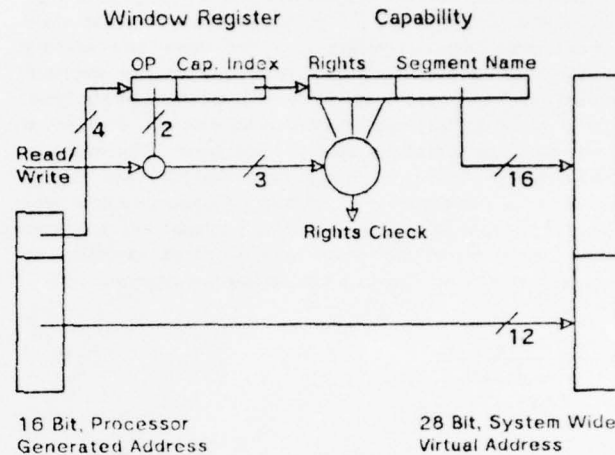 Window Register Capability
OP Cap. Index Rights Segment Name
4 2
Read/
Write
3 16
Rights Check
12
16 Bit, Processor
Generated Address
28 Bit, System Wide
Virtual Address